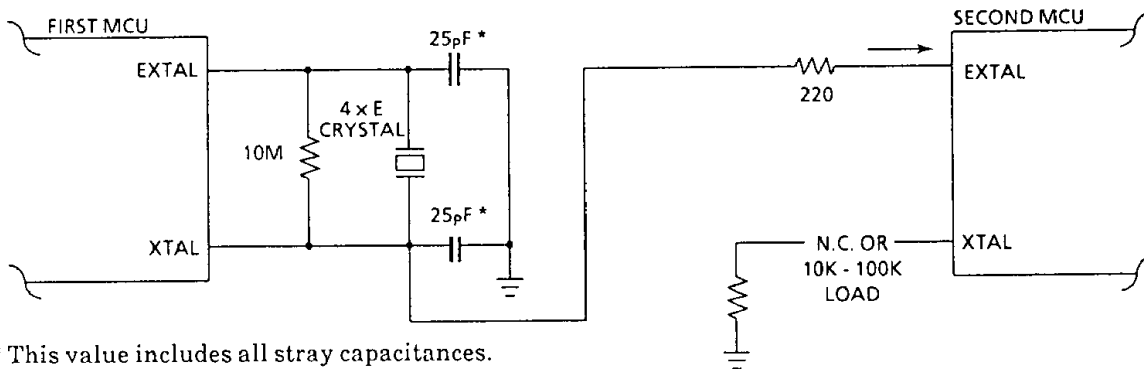 FIRST MCU
EXTAL
XTAL
10M
4 x E
CRYSTAL
25pF *
25pF *
220
SECOND MCU
EXTAL
XTAL
N.C. OR
10K - 100K
LOAD
* This value includes all stray capacitances.